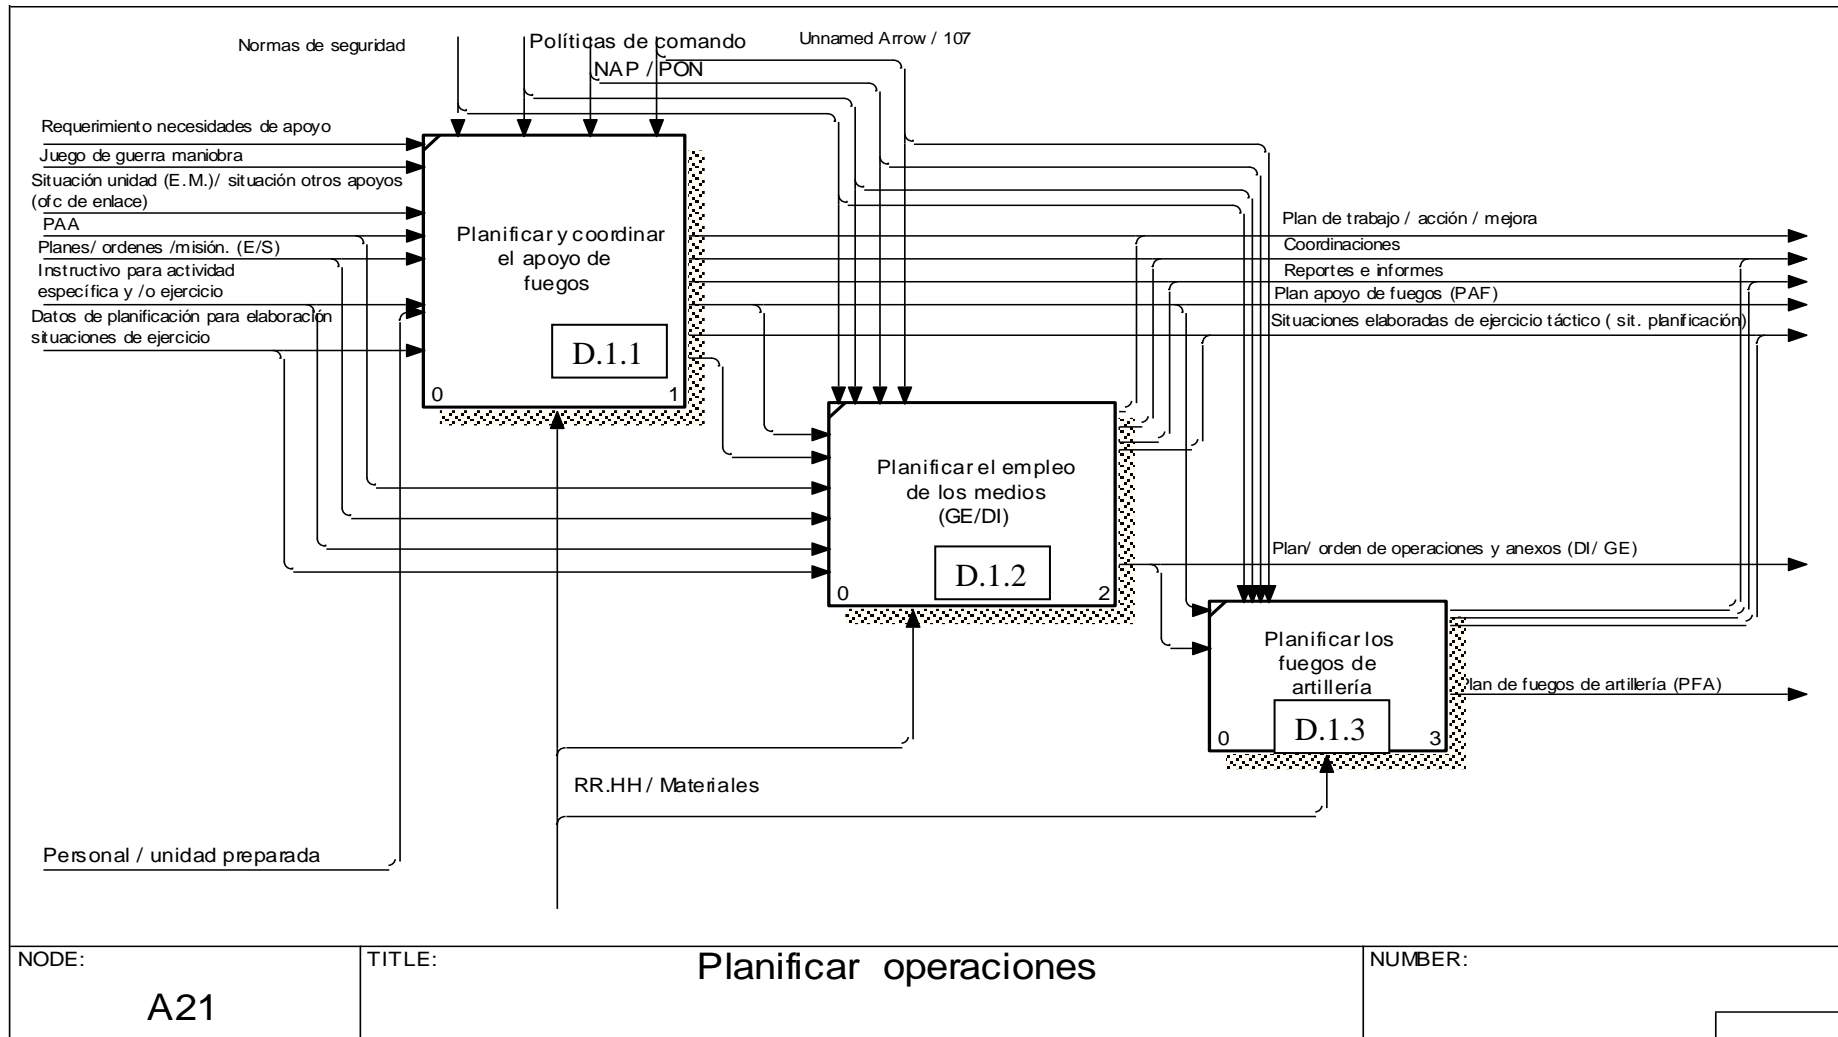 Normas de seguridad
Políticas de comando
Unnamed Arrow / 107
NAP / PON
Requerimiento necesidades de apoyo
Juego de guerra maniobra
Situación unidad (E.M.)/ situación otros apoyos
(ofc de enlace)
PAA
Planes/ ordenes /misión. (E/S)
Instructivo para actividad
específica y /o ejercicio
Datos de planificación para elaboración
situaciones de ejercicio
Planificar y coordinar
el apoyo de
fuegos
D.1.1
0
1
Plan de trabajo / acción / mejora
Coordinaciones
Reportes e informes
Plan apoyo de fuegos (PAF)
Situaciones elaboradas de ejercicio táctico ( sit. planificación)
Planificar el empleo
de los medios
(GE/DI)
D.1.2
0
2
Plan/ orden de operaciones y anexos (DI/ GE)
Planificar los
fuegos de
artillería
D.1.3
0
3
lan de fuegos de artillería (PFA)
RR.HH / Materiales
Personal / unidad preparada
NODE:
A21
TITLE:
Planificar operaciones
NUMBER: